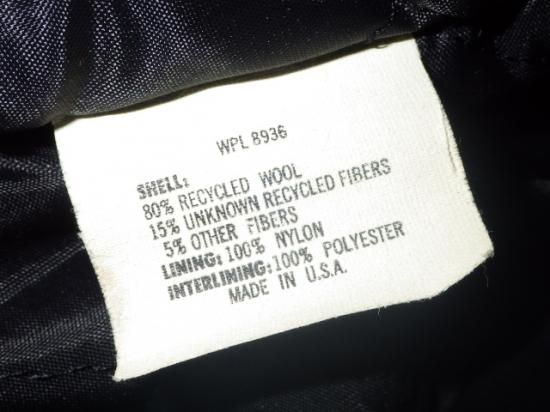 WPL 8936
SHELL:
80% RECYCLED WOOL
15% UNKNOWN RECYCLED FIBERS
5% OTHER FIBERS
LINING: 100% NYLON
INTERLINING: 100% POLYESTER
MADE IN U.S.A.